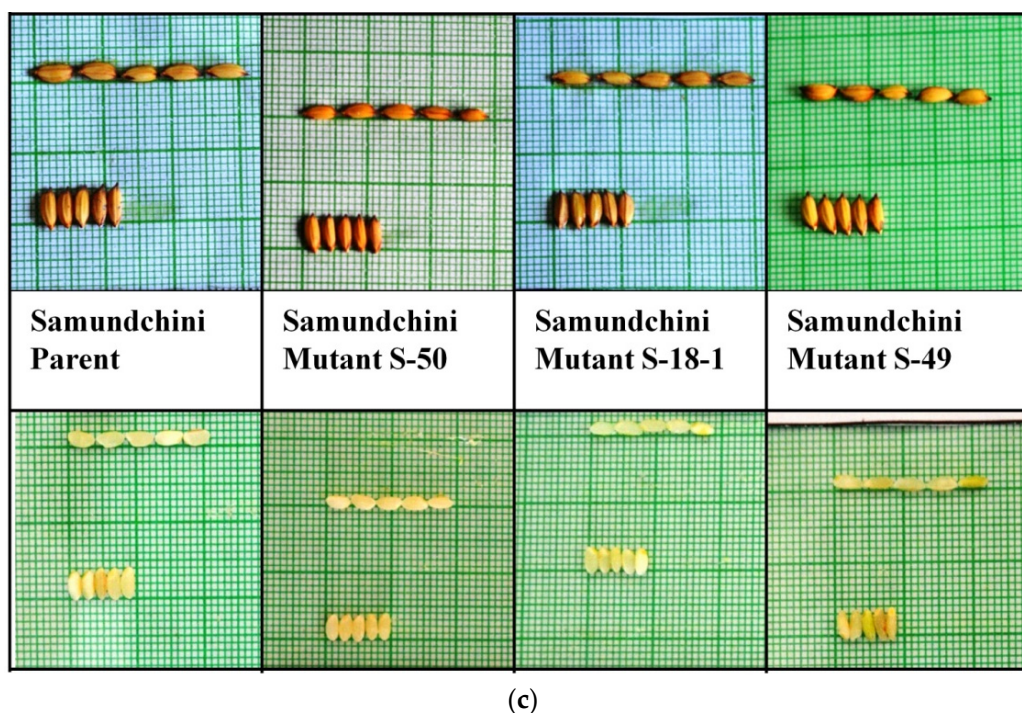 Samundchini
Parent
Samundchini
Mutant S-50
Samundchini
Mutant S-18-1
Samundchini
Mutant S-49
(c)